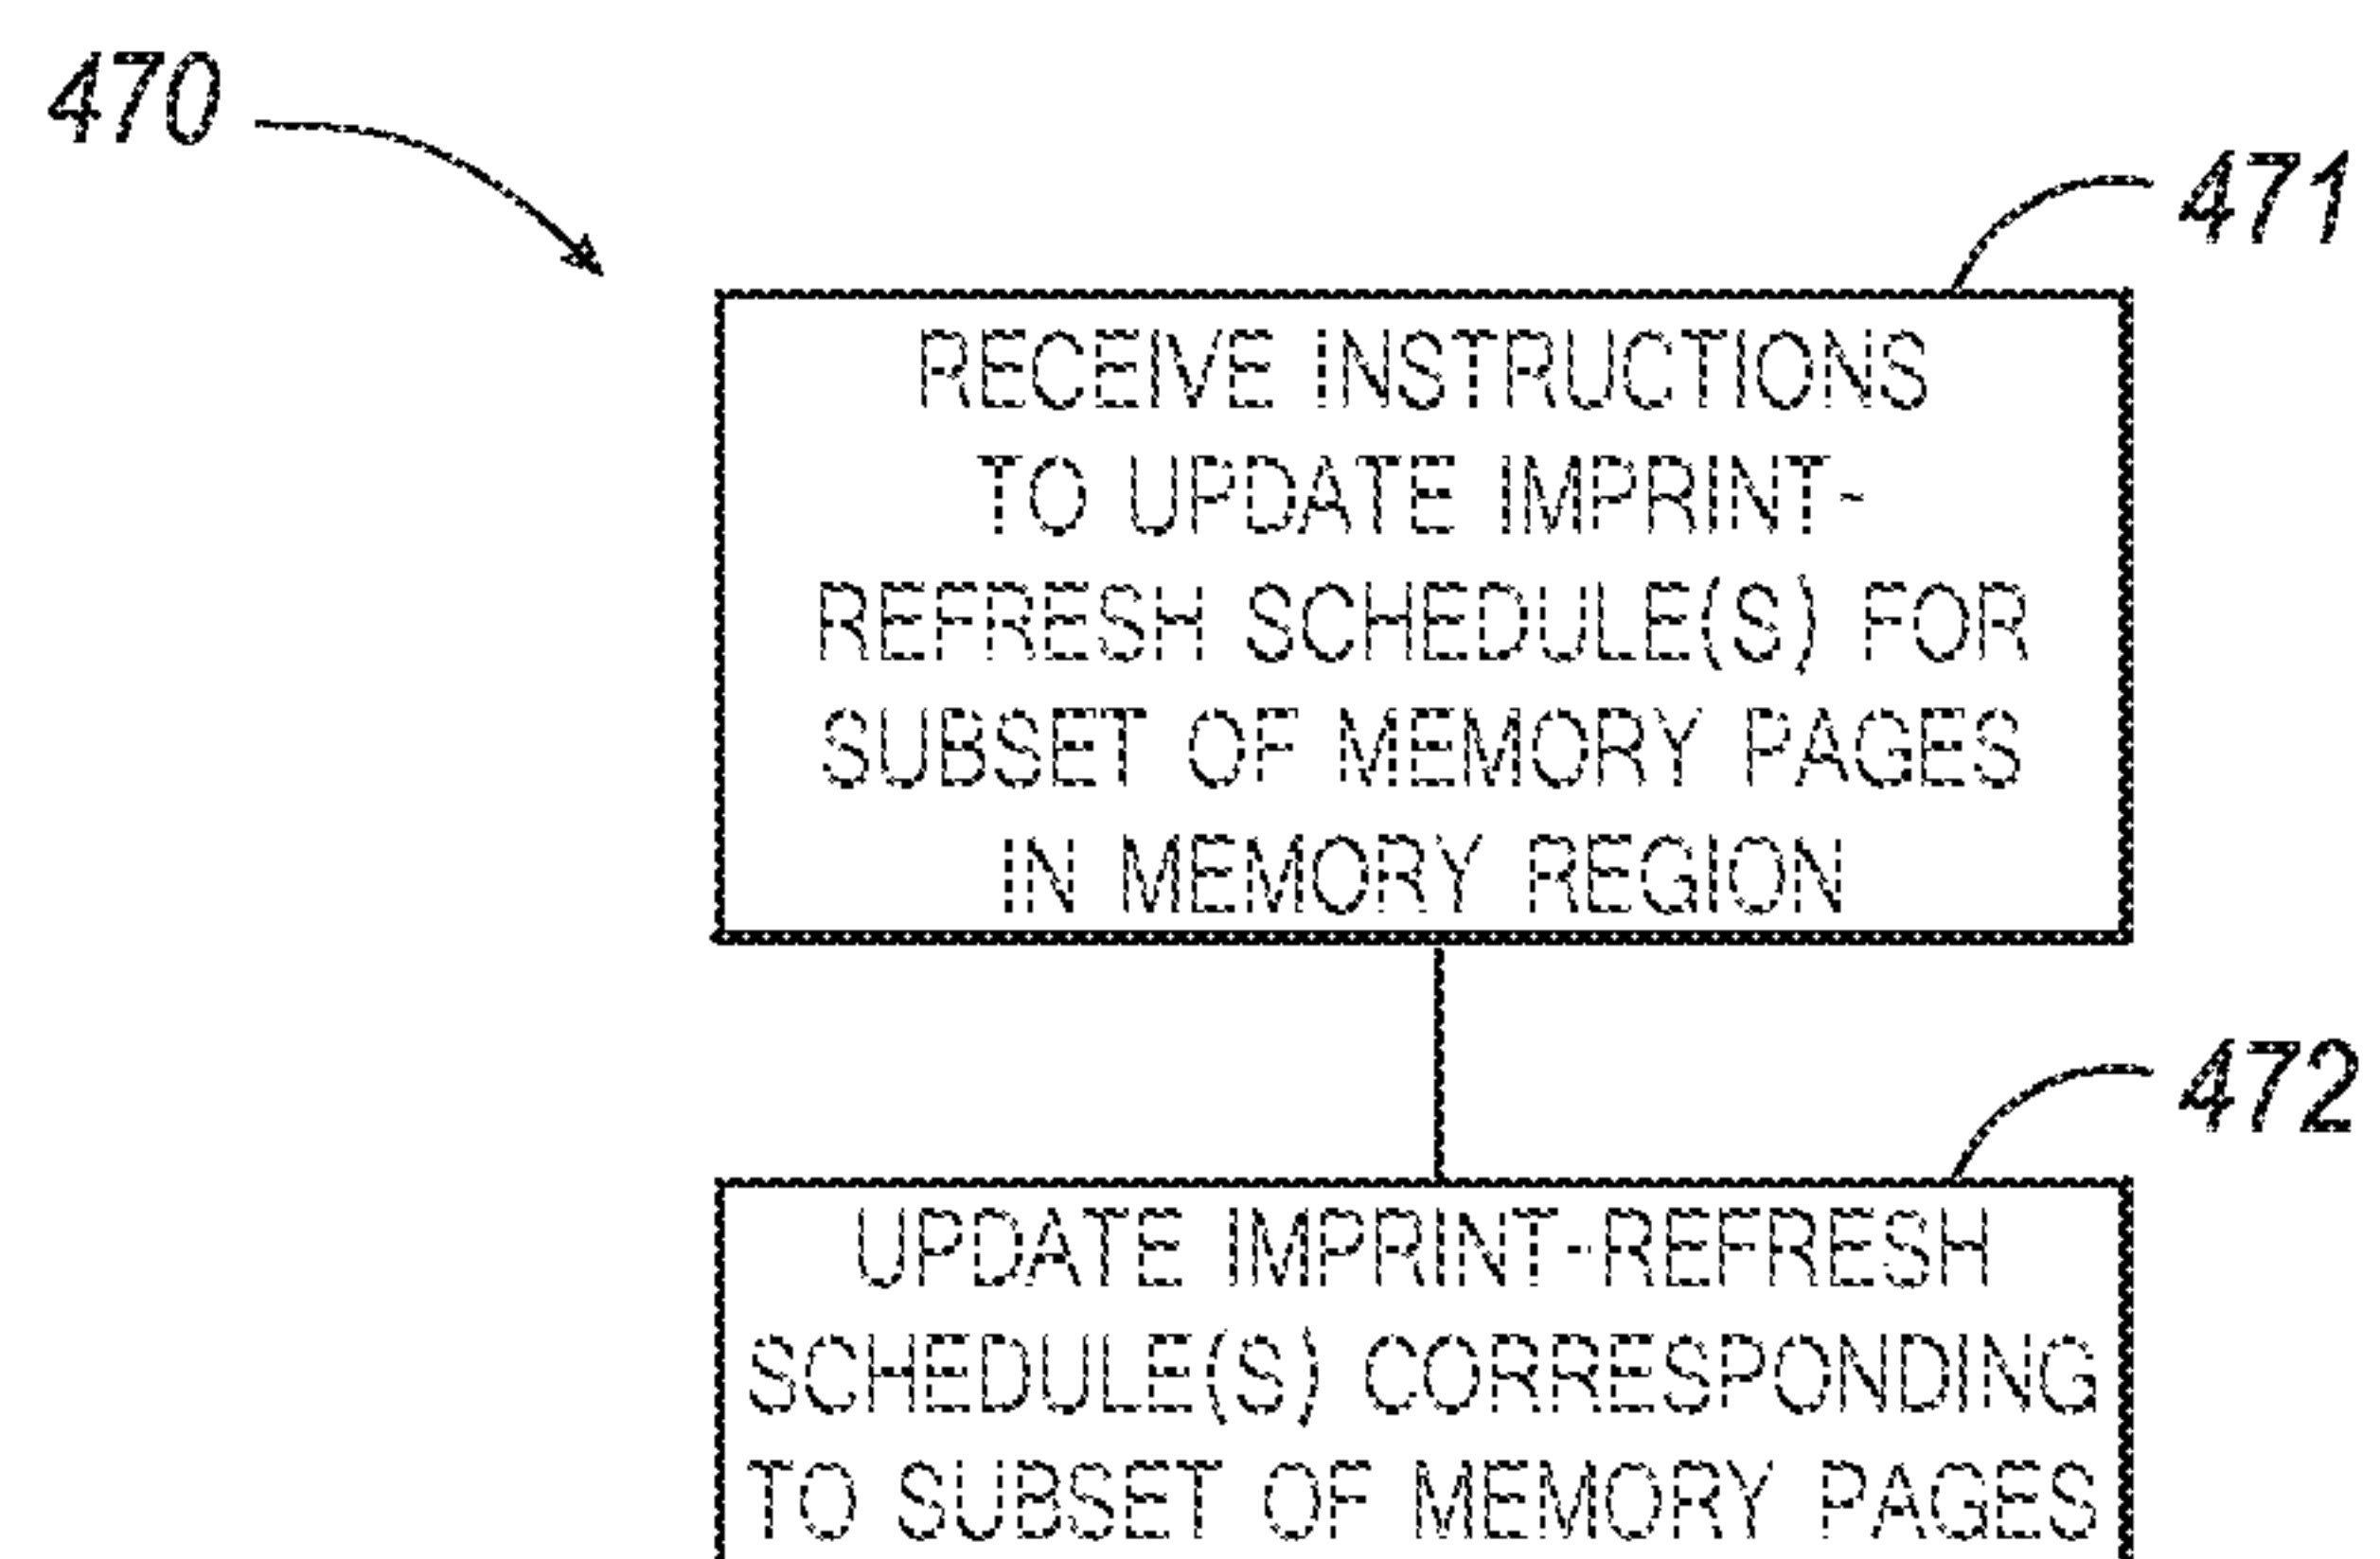 470
471
RECEIVE INSTRUCTIONS
TO UPDATE IMPRINT-
REFRESH SCHEDULE(S) FOR
SUBSET OF MEMORY PAGES
IN MEMORY REGION
472
UPDATE IMPRINT-REFRESH
SCHEDULE(S) CORRESPONDING
TO SUBSET OF MEMORY PAGES